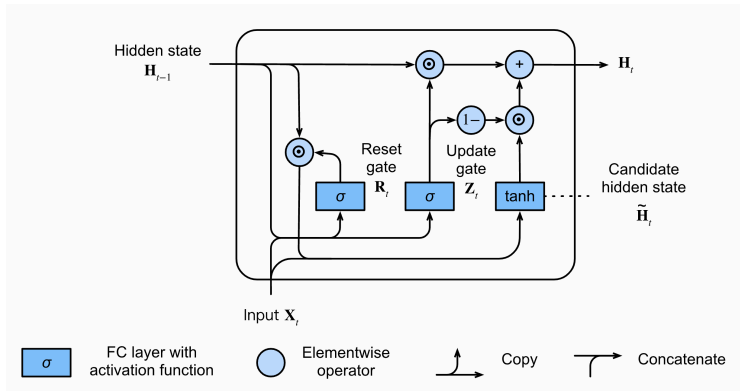 Hidden state
H_{t−1}
H_t
1−
Reset
gate
R_t
Update
gate
Z_t
Candidate
hidden state
H̃_t
σ
σ
tanh
+
Input X_t
σ
FC layer with
activation function
Elementwise
operator
Copy
Concatenate